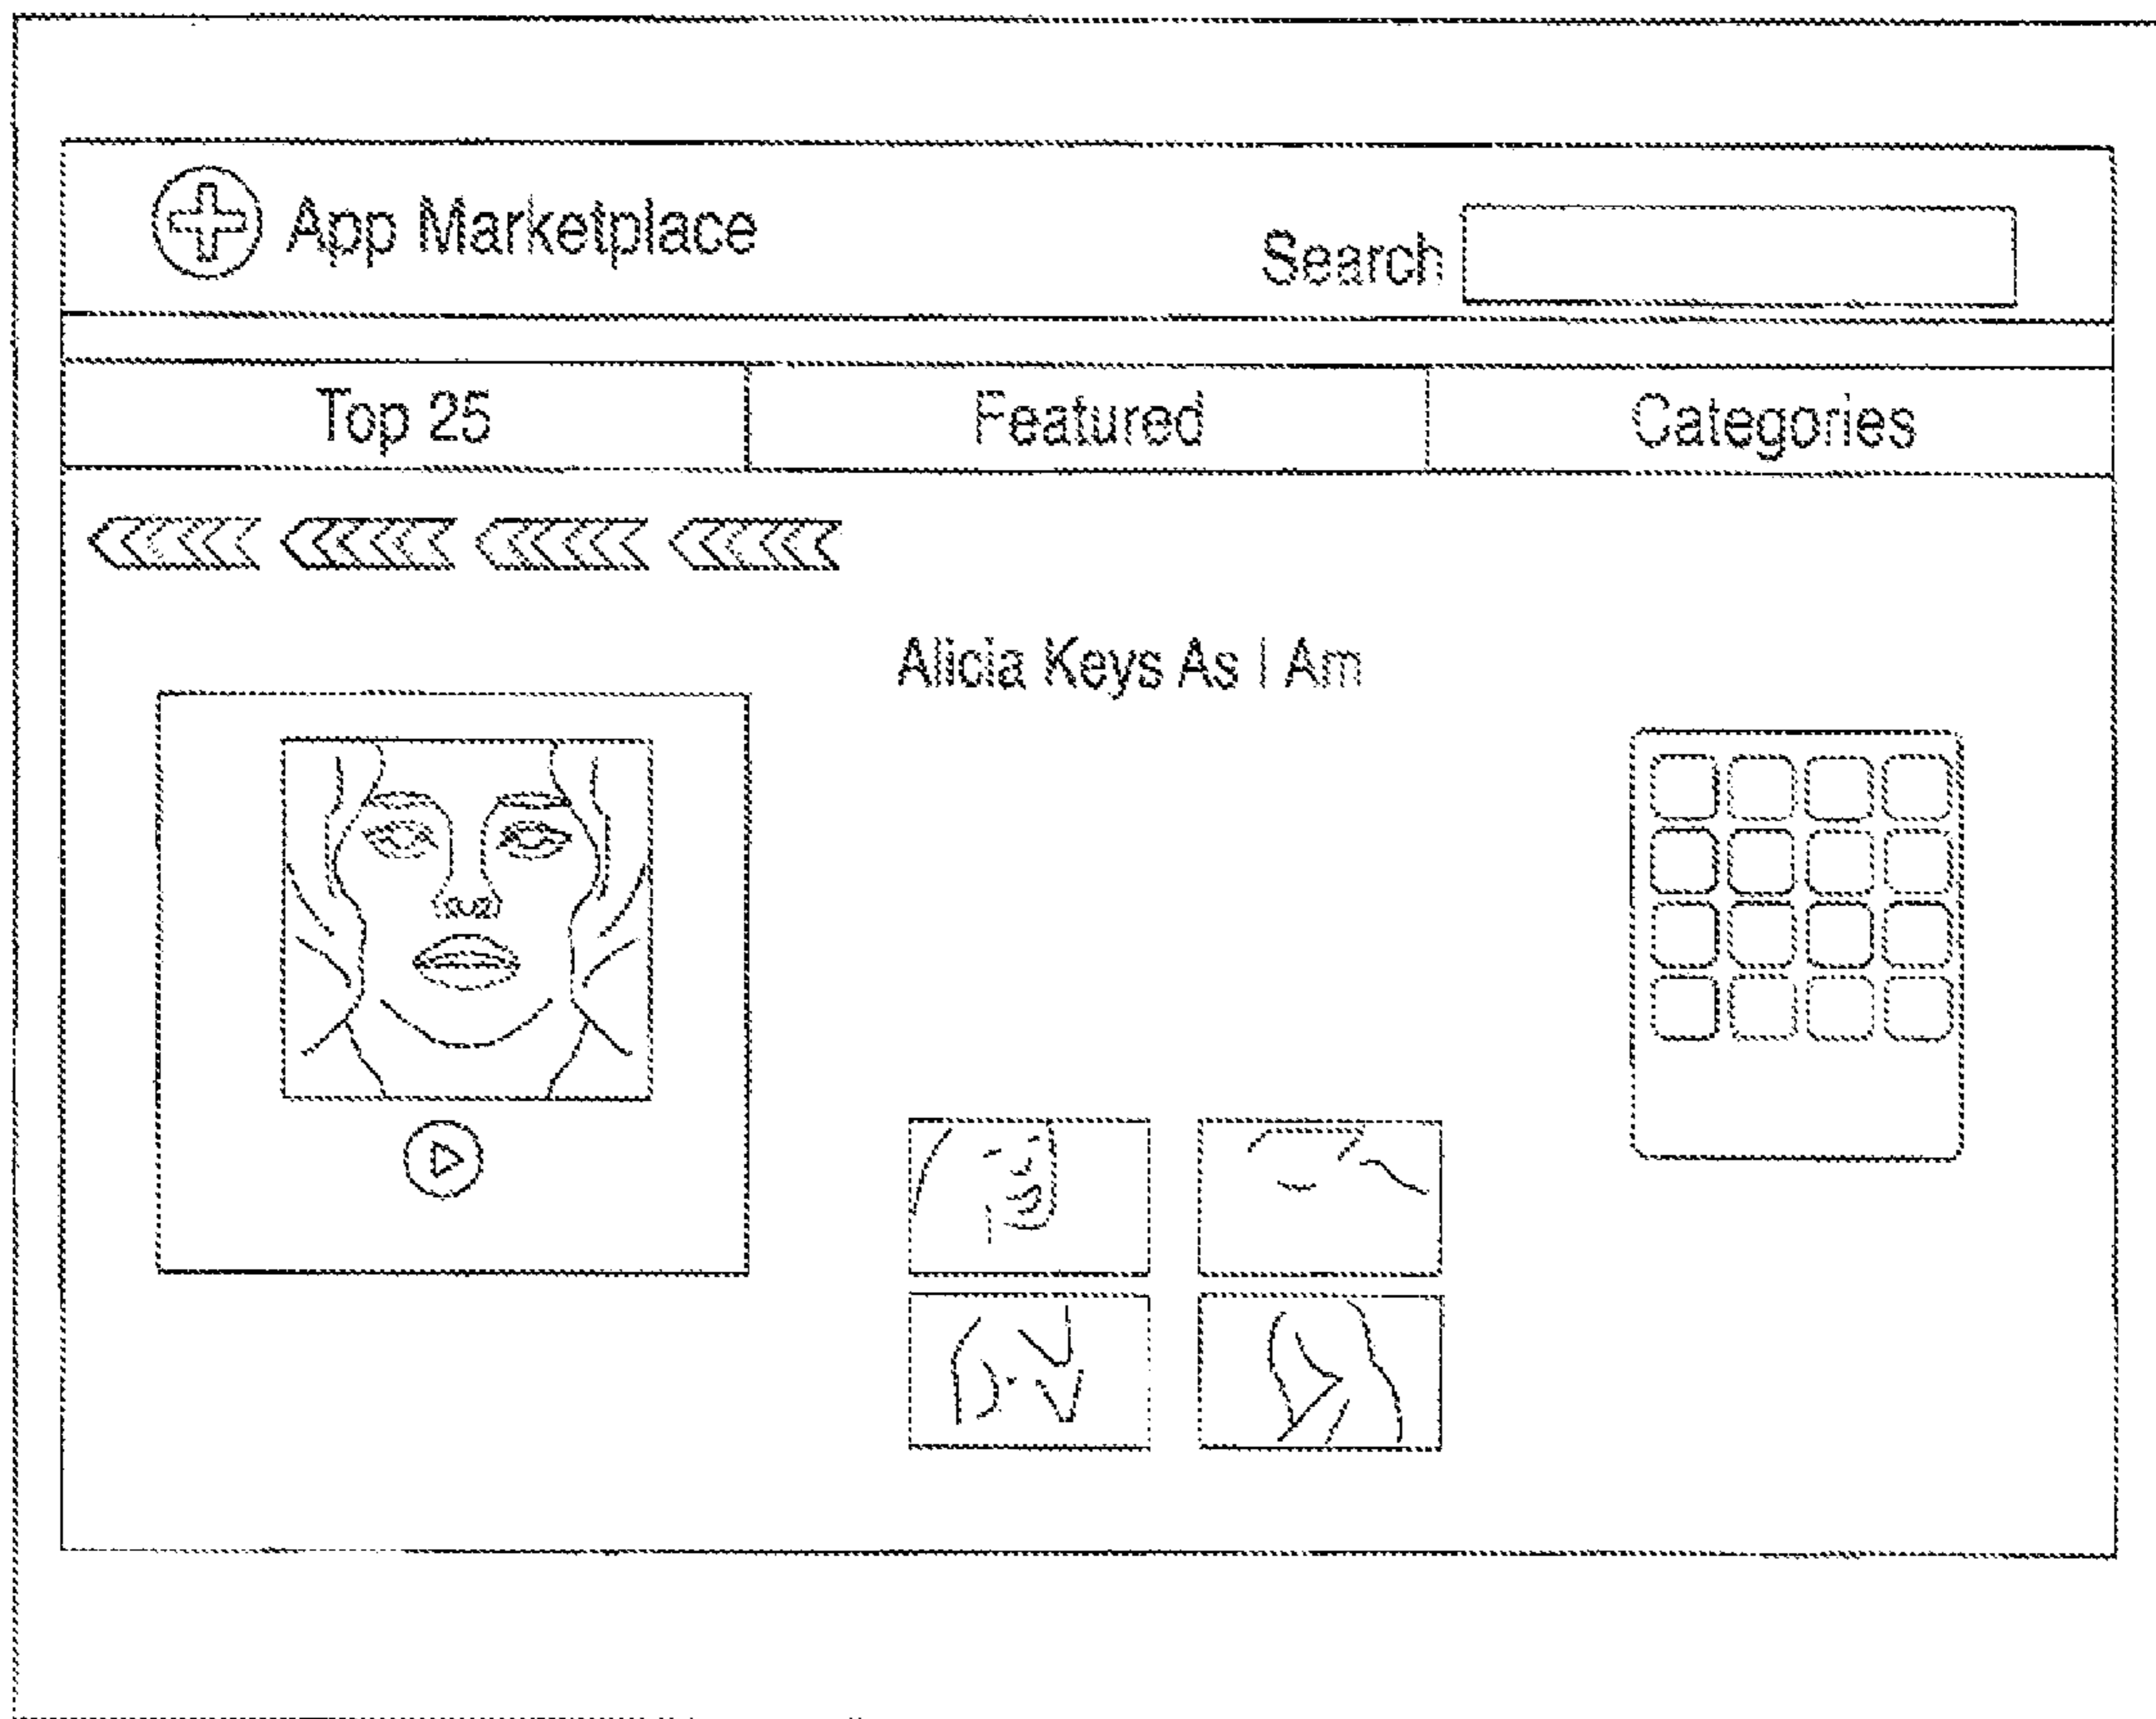 App Marketplace
Search
Top 25 Featured Categories
Alicia Keys As I Am